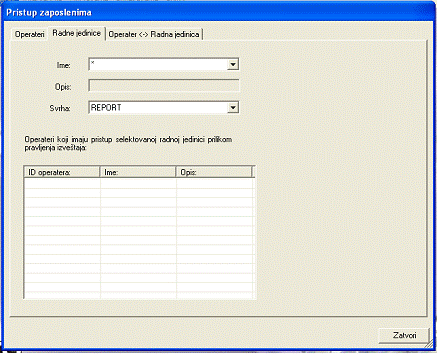 Pristup zaposlenima
Operateri Radne jedinice Operater <-> Radna jedinica
Ime: *
Opis:
Svrha: REPORT
Operateri koji imaju pristup selektovanoj radnoj jedinici prilikom
pravljenja izveštaja:
ID operatera: Ime: Opis:
Zatvori